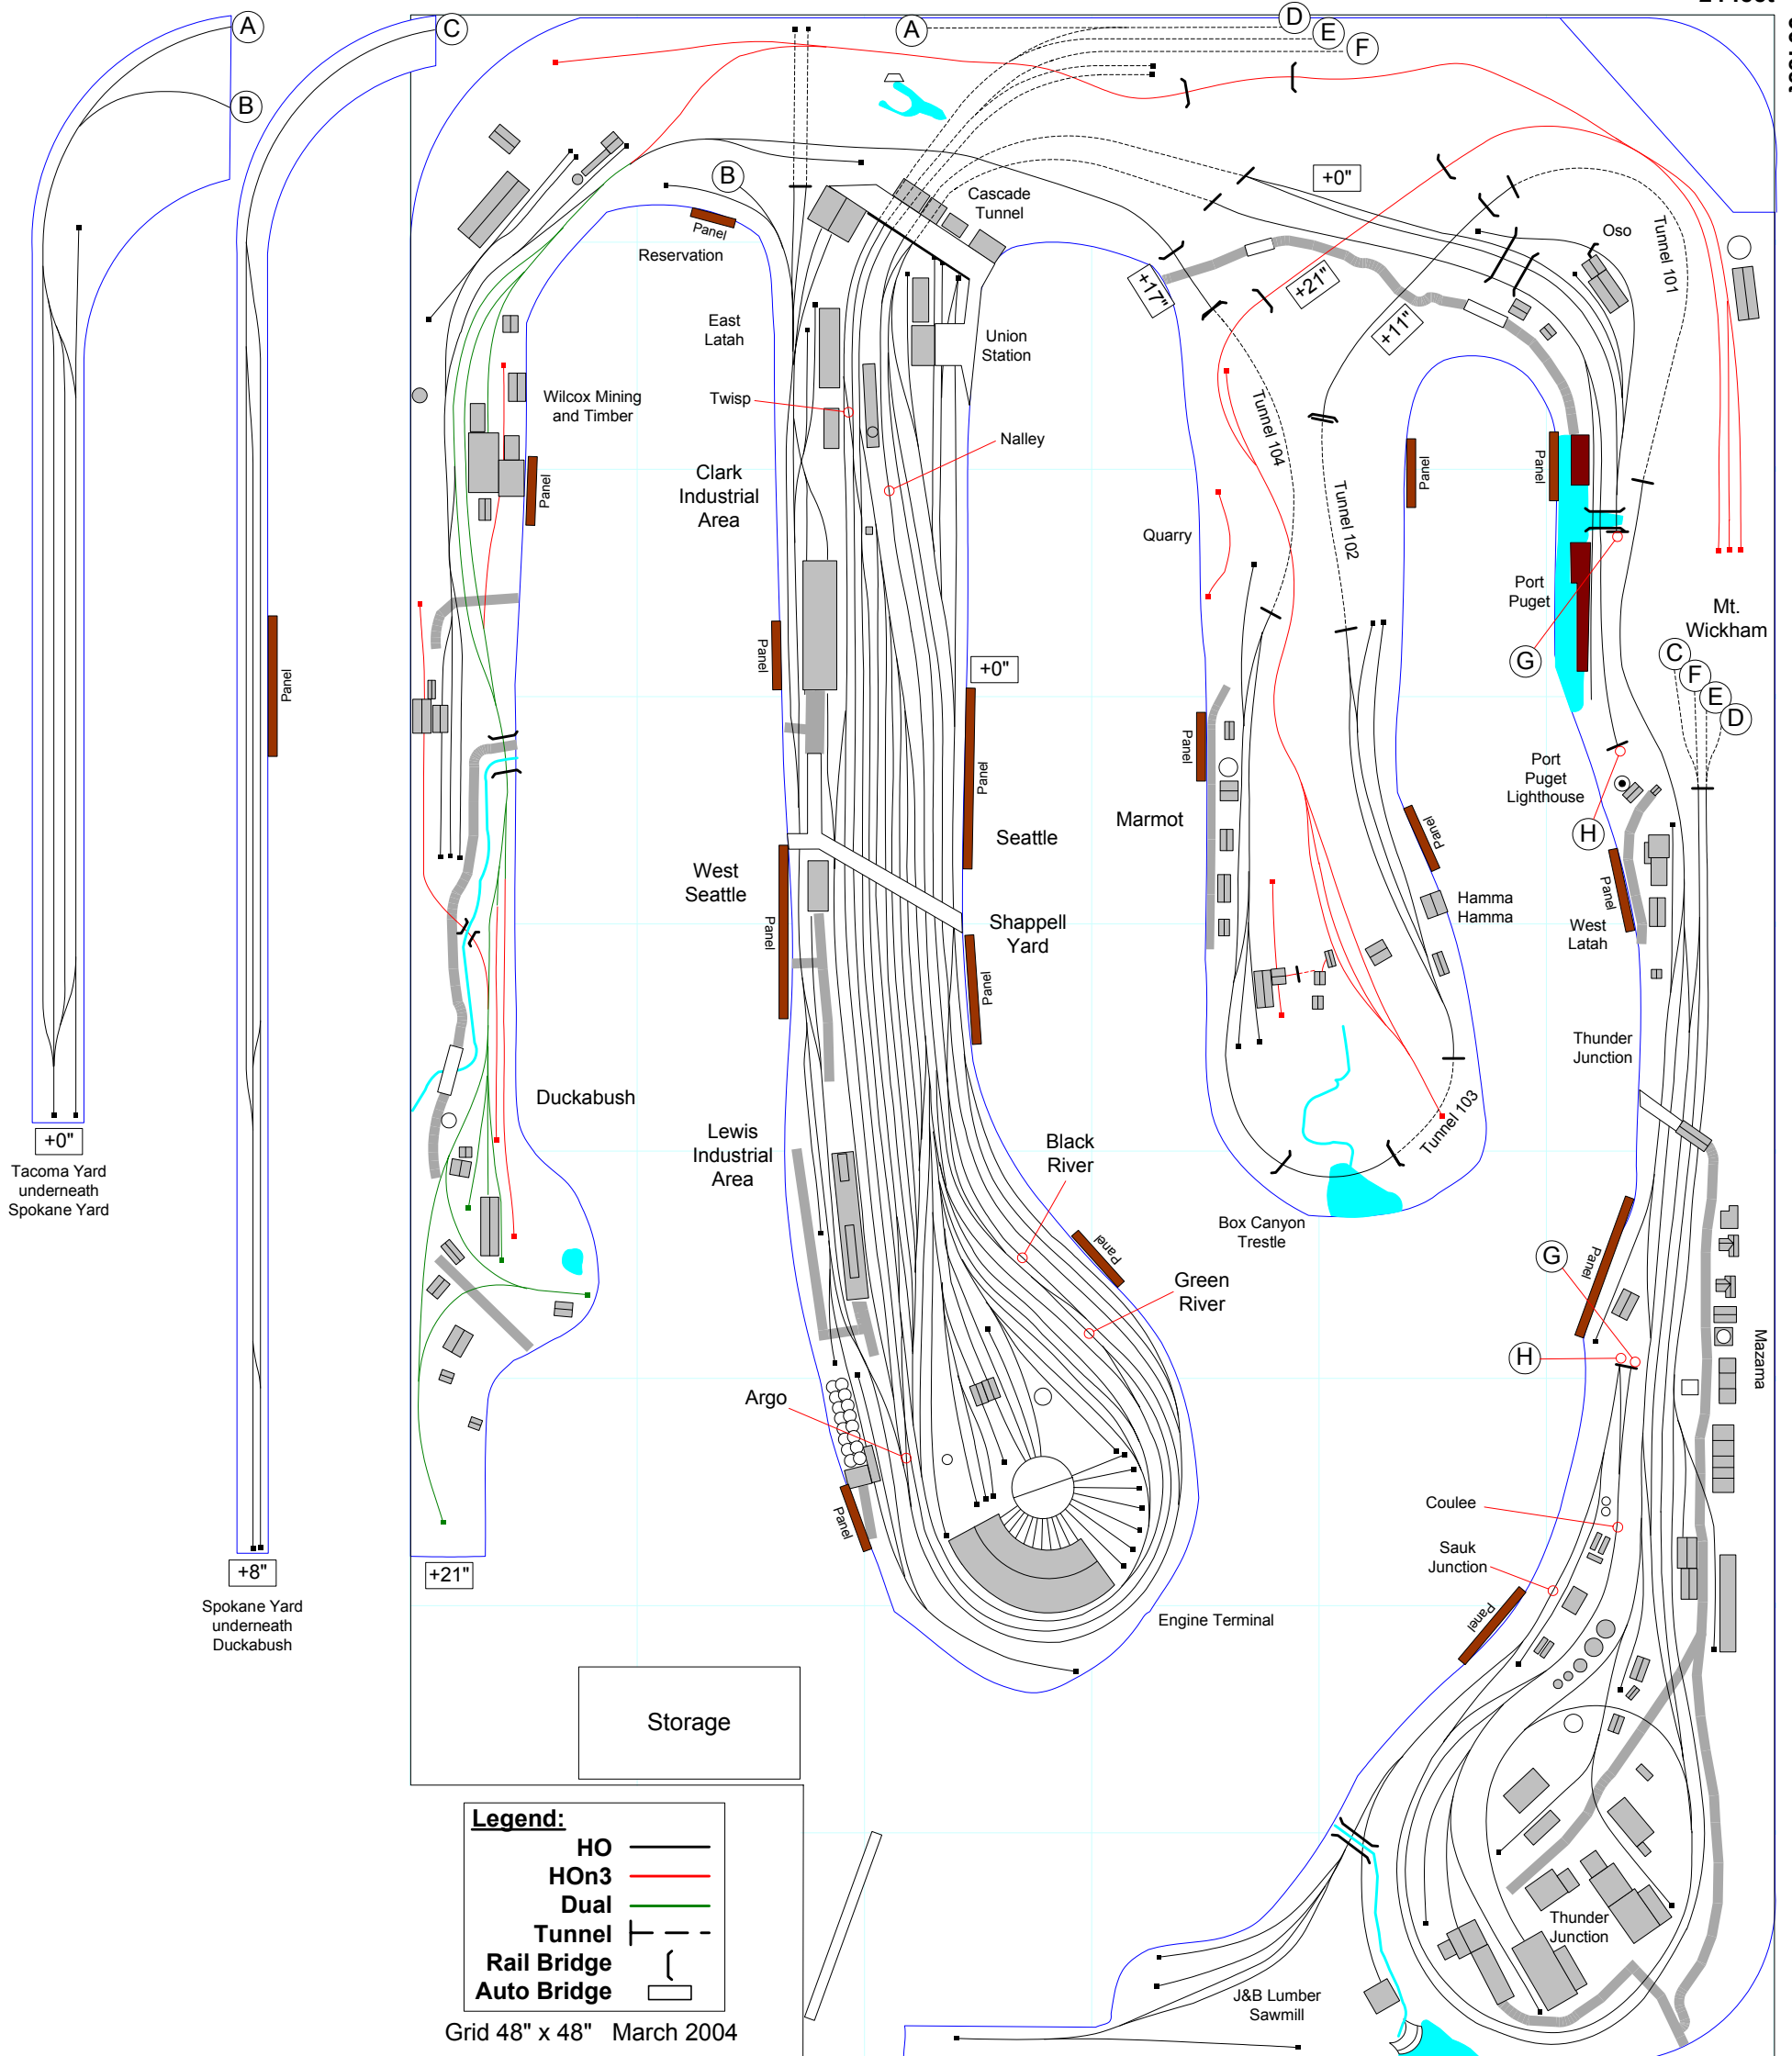 A
C
B
A
D
E
F
B
Cascade
Tunnel
+0"
Oso
Tunnel 101
Panel
Reservation
+17"
+21"
+11"
East
Latah
Union
Station
Wilcox Mining
and Timber
Twisp
Nalley
Tunnel 104
Clark
Industrial
Area
Panel
Panel
Panel
Tunnel 102
Quarry
Port
Puget
G
Mt.
Wickham
C
F
E
D
Panel
Panel
+0"
Panel
Panel
Port
Puget
Lighthouse
H
Marmot
Seattle
Panel
West
Seattle
Panel
Shappell
Yard
Hamma
Hamma
Panel
West
Latah
Panel
Thunder
Junction
Duckabush
Tunnel 103
Lewis
Industrial
Area
Black
River
+0"
Tacoma Yard
underneath
Spokane Yard
Box Canyon
Trestle
Panel
Green
River
G
Panel
H
Mazama
Argo
Panel
Coulee
Sauk
Junction
Panel
+8"
+21"
Spokane Yard
underneath
Duckabush
Engine Terminal
Storage
Legend:
HO
HOn3
Dual
Tunnel
Rail Bridge
Auto Bridge
Grid 48" x 48" March 2004
Thunder
Junction
J&B Lumber
Sawmill